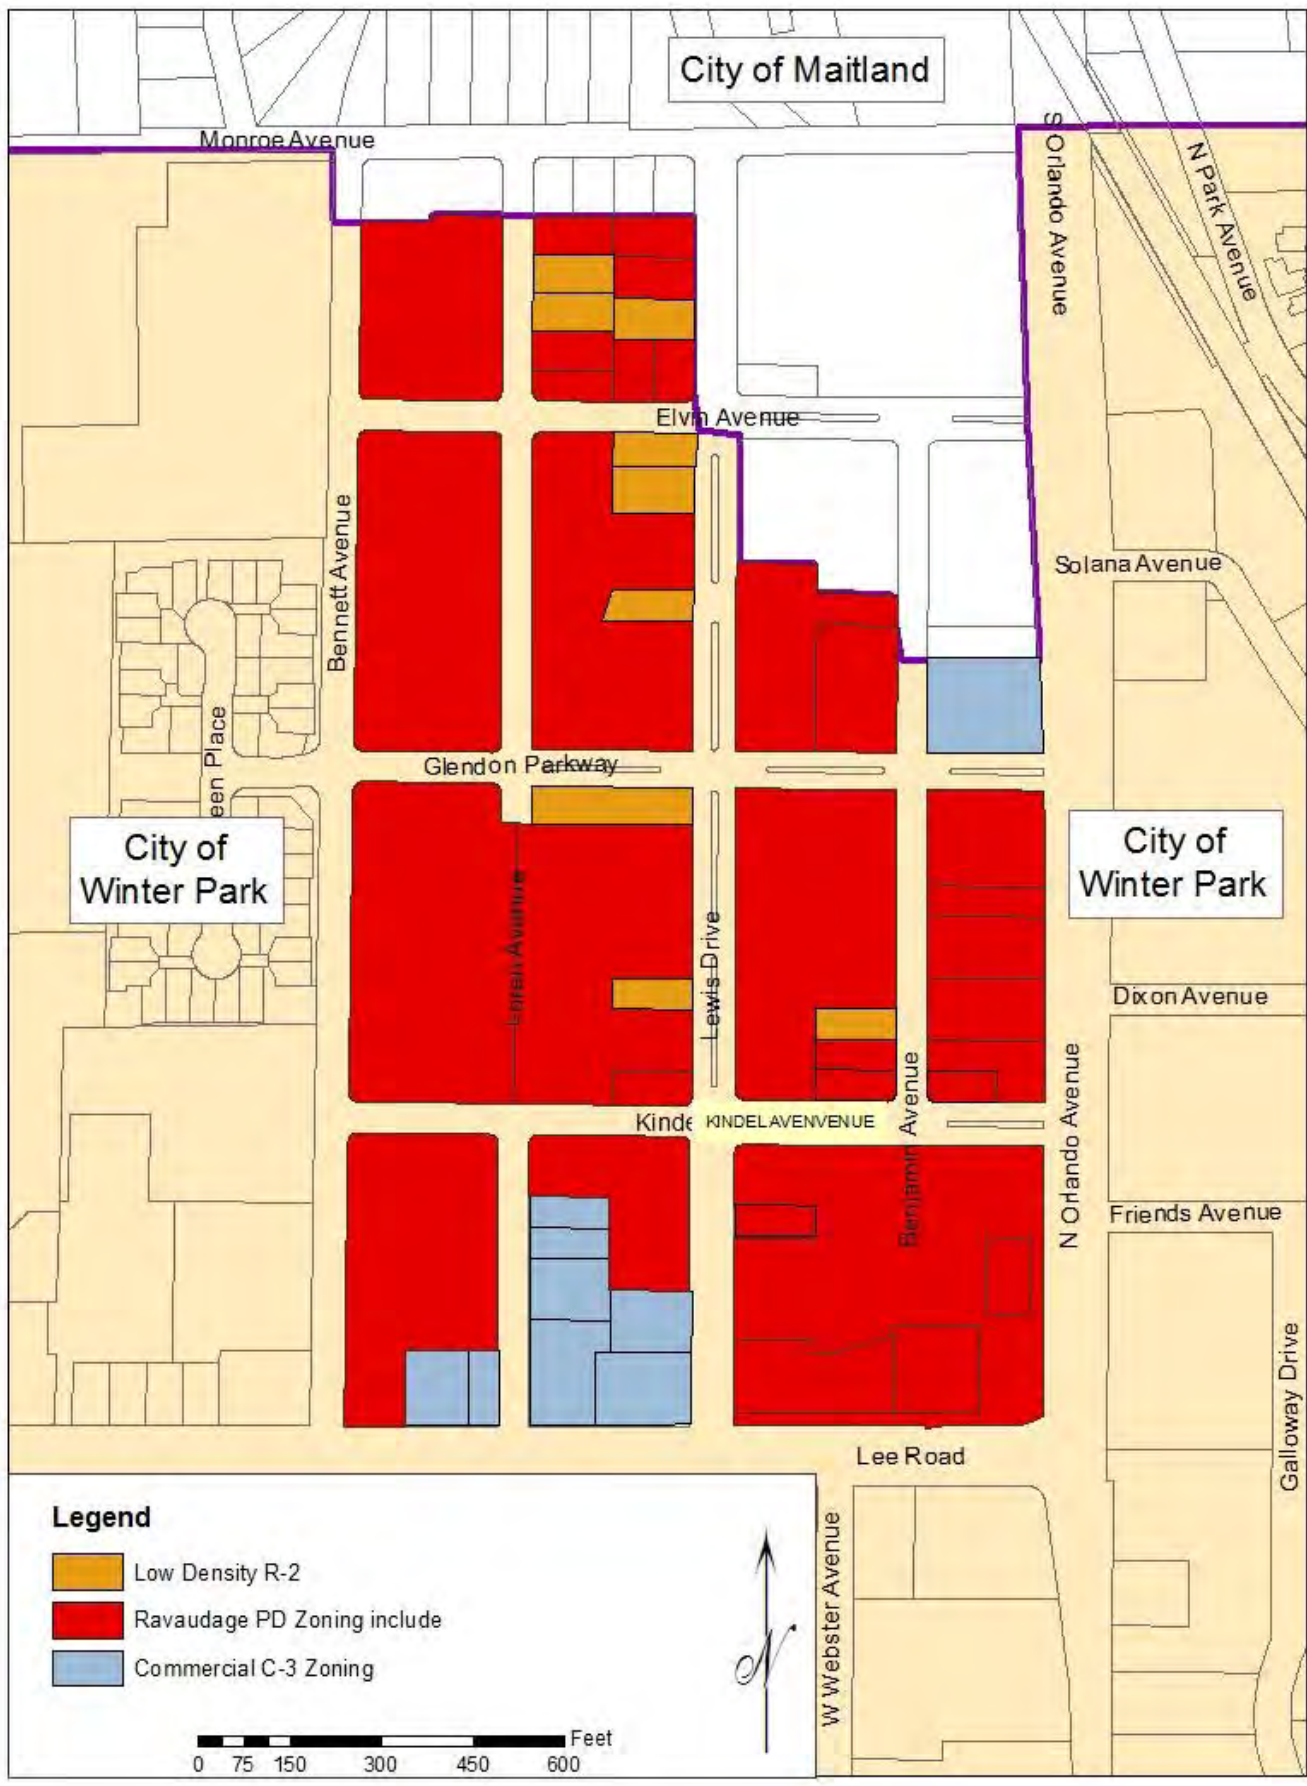 City of Maitland
Monroe Avenue
S Orlando Avenue
N Park Avenue
Elvin Avenue
Bennett Avenue
Solana Avenue
een Place
Glendon Parkway
City of
Winter Park
City of
Winter Park
Loren Avenue
Lewis Drive
Dixon Avenue
Kinde
KINDEL AVENVENUE
Benjamin Avenue
N Orlando Avenue
Friends Avenue
Galloway Drive
Lee Road
W Webster Avenue
Legend
Low Density R-2
Ravaudage PD Zoning include
Commercial C-3 Zoning
N
Feet
0 75 150 300 450 600